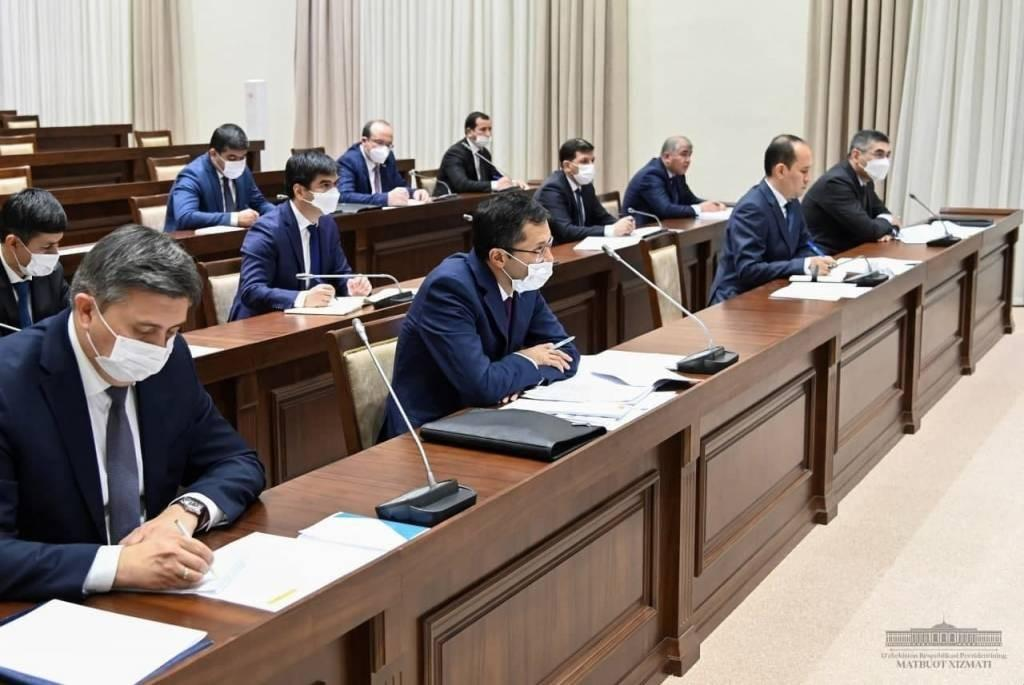 O'zbekiston Respublikasi Prezidentining
MATBUOT XIZMATI